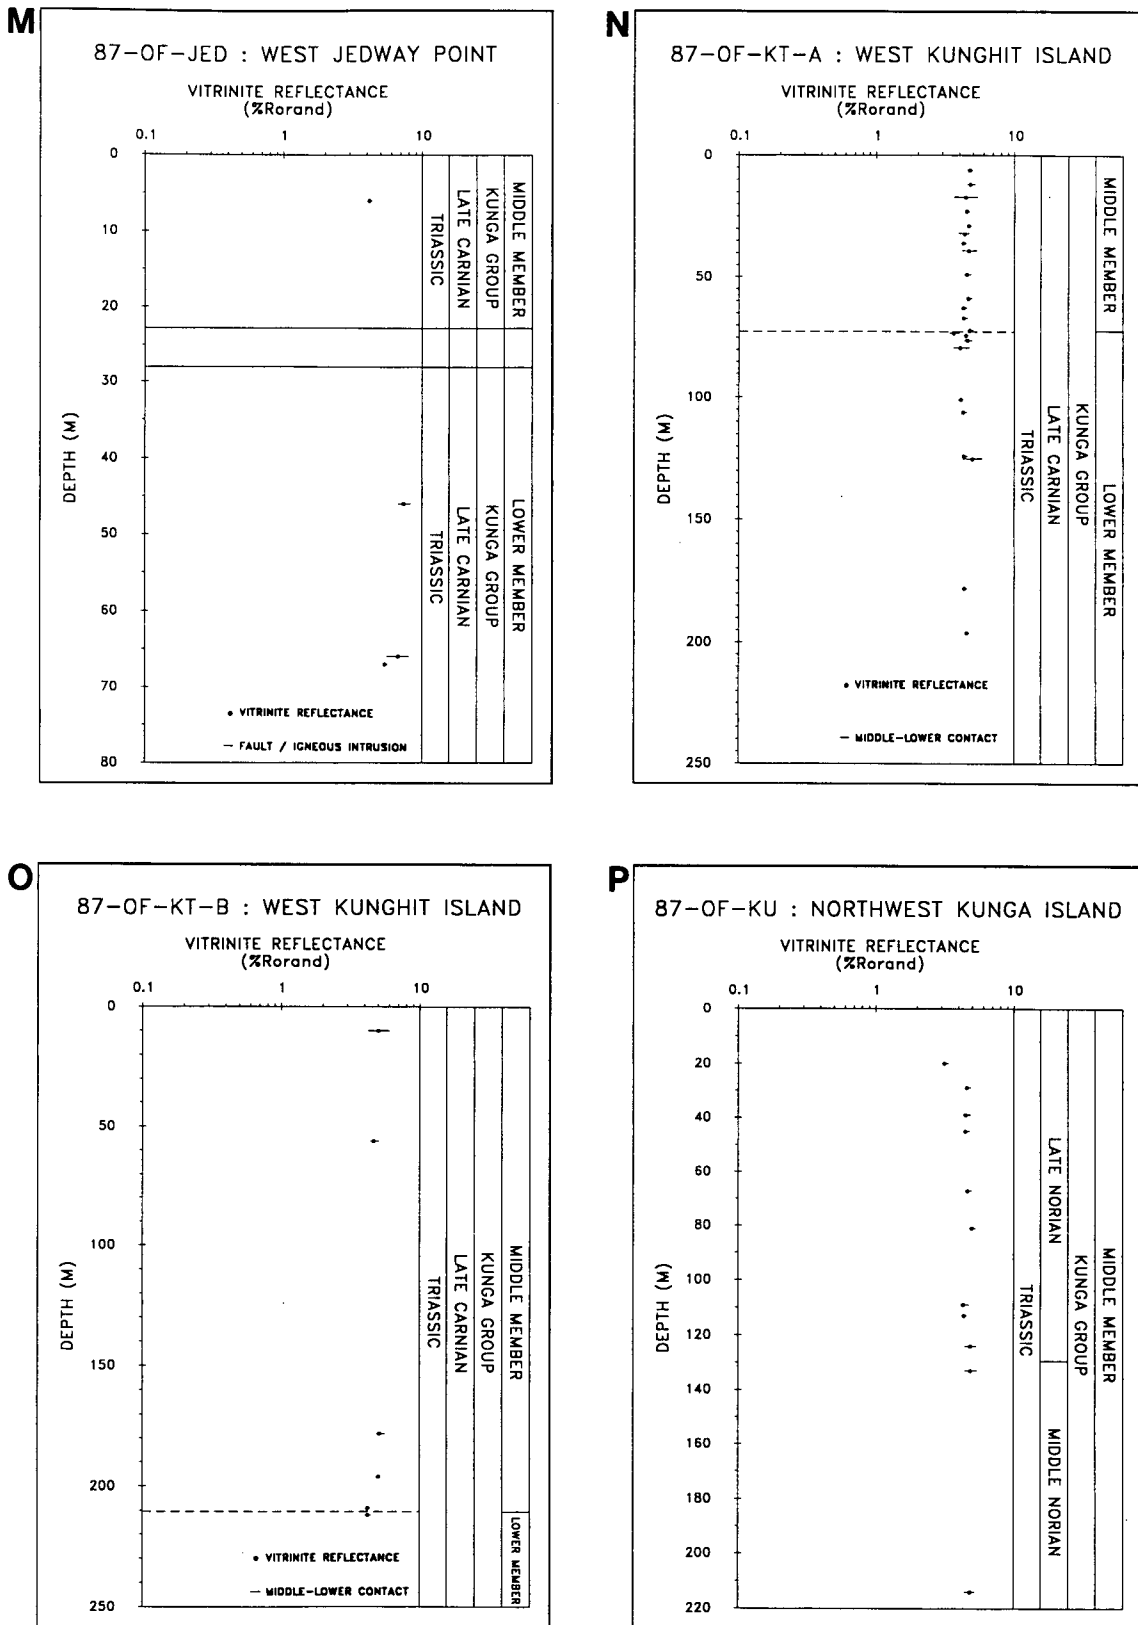 M
87-OF-JED : WEST JEDWAY POINT
VITRINITE REFLECTANCE
(%Rorand)
0.1 1 10
0
10
20
30
40
50
60
70
80
DEPTH (M)
TRIASSIC
LATE CARNIAN
KUNGA GROUP
MIDDLE MEMBER
TRIASSIC
LATE CARNIAN
KUNGA GROUP
LOWER MEMBER
VITRINITE REFLECTANCE
FAULT / IGNEOUS INTRUSION
N
87-OF-KT-A : WEST KUNGHIT ISLAND
VITRINITE REFLECTANCE
(%Rorand)
0.1 1 10
0
50
100
150
200
250
DEPTH (M)
TRIASSIC
LATE CARNIAN
KUNGA GROUP
MIDDLE MEMBER
LOWER MEMBER
VITRINITE REFLECTANCE
MIDDLE-LOWER CONTACT
O
87-OF-KT-B : WEST KUNGHIT ISLAND
VITRINITE REFLECTANCE
(%Rorand)
0.1 1 10
0
50
100
150
200
250
DEPTH (M)
TRIASSIC
LATE CARNIAN
KUNGA GROUP
MIDDLE MEMBER
LOWER MEMBER
VITRINITE REFLECTANCE
MIDDLE-LOWER CONTACT
P
87-OF-KU : NORTHWEST KUNGA ISLAND
VITRINITE REFLECTANCE
(%Rorand)
0.1 1 10
0
20
40
60
80
100
120
140
160
180
200
220
DEPTH (M)
TRIASSIC
LATE NORIAN
MIDDLE NORIAN
KUNGA GROUP
MIDDLE MEMBER